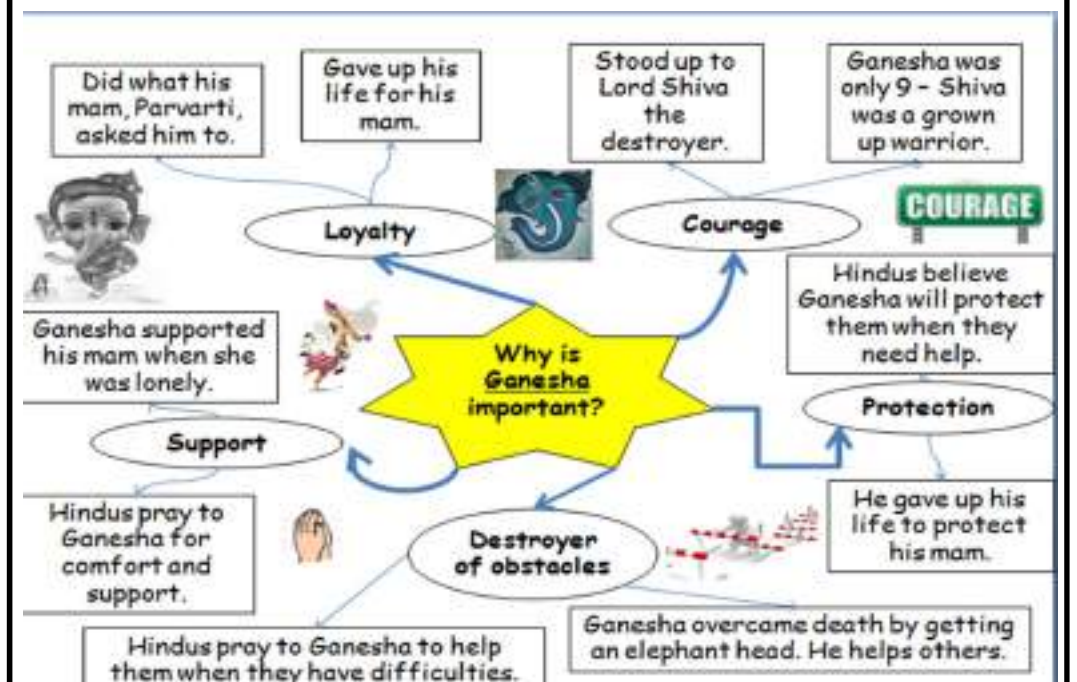 Did what his
mam, Parvarti,
asked him to.
Gave up his
life for his
mam.
Stood up to
Lord Shiva
the
destroyer.
Ganesha was
only 9 – Shiva
was a grown
up warrior.
Loyalty
Courage
COURAGE
Hindus believe
Ganesha will protect
them when they
need help.
Ganesha supported
his mam when she
was lonely.
Why is
Ganesha
important?
Protection
Support
Hindus pray to
Ganesha for
comfort and
support.
Destroyer
of obstacles
He gave up his
life to protect
his mam.
Hindus pray to Ganesha to help
them when they have difficulties.
Ganesha overcame death by getting
an elephant head. He helps others.